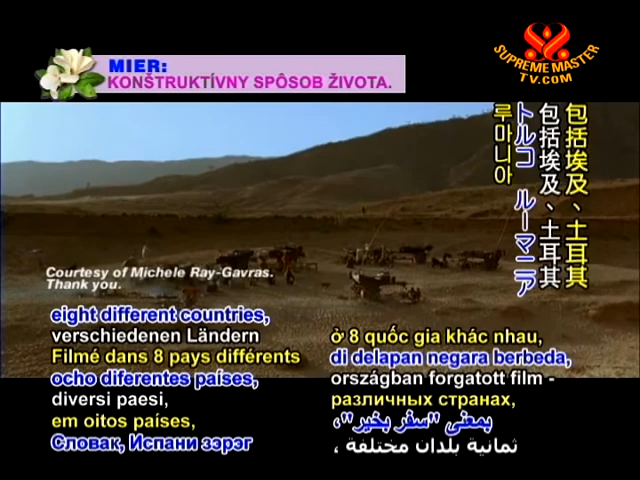 SUPREME MASTER
TV.COM
MIER:
KONŠTRUKTÍVNY SPÔSOB ŽIVOTA.
包括埃及、土耳其
包括埃及、土耳其
トルコ ルーマニア
루마니아
Courtesy of Michele Ray-Gavras.
Thank you.
eight different countries,
verschiedenen Ländern
Filmé dans 8 pays différents
ocho diferentes países,
diversi paesi,
em oitos países,
Словак, Испани зэрэг
ở 8 quốc gia khác nhau,
di delapan negara berbeda,
országban forgatott film -
различных странах,
بمعنى "سفر بخير"،
ثمانية بلدان مختلفة ،